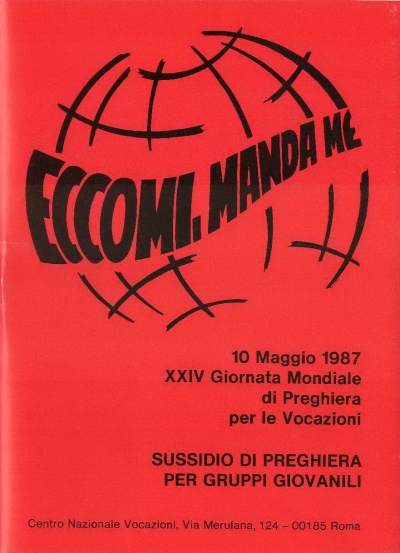 ECCOMI, MANDA ME
10 Maggio 1987
XXIV Giornata Mondiale
di Preghiera
per le Vocazioni
SUSSIDIO DI PREGHIERA
PER GRUPPI GIOVANILI
Centro Nazionale Vocazioni, Via Merulana, 124 – 00185 Roma